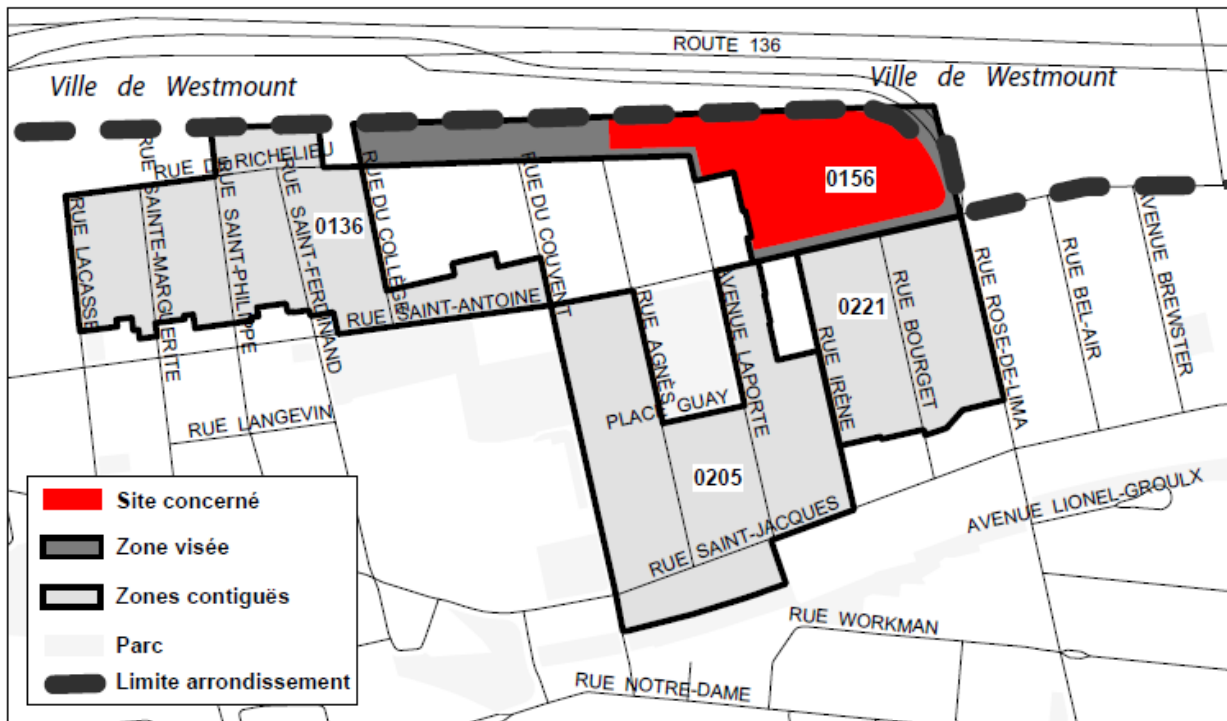 ROUTE 136
Ville de Westmount
Ville de Westmount
RUE DE RICHELIEU
0156
0136
RUE LACASSE
RUE SAINTE-MARGUERITE
RUE SAINT-PHILIPPE
RUE SAINT-FERDINAND
RUE DU COLLÈGE
RUE DU COUVENT
RUE SAINT-ANTOINE
RUE AGNÈS...
AVENUE LAPORTE
RUE IRÈNE
0221
RUE BOURGET
RUE ROSE-DE-LIMA
RUE BEL-AIR
AVENUE BREWSTER
PLACE GUAY
RUE LANGEVIN
0205
RUE SAINT-JACQUES
AVENUE LIONEL-GROULX
RUE WORKMAN
RUE NOTRE-DAME
Site concerné
Zone visée
Zones contiguës
Parc
Limite arrondissement